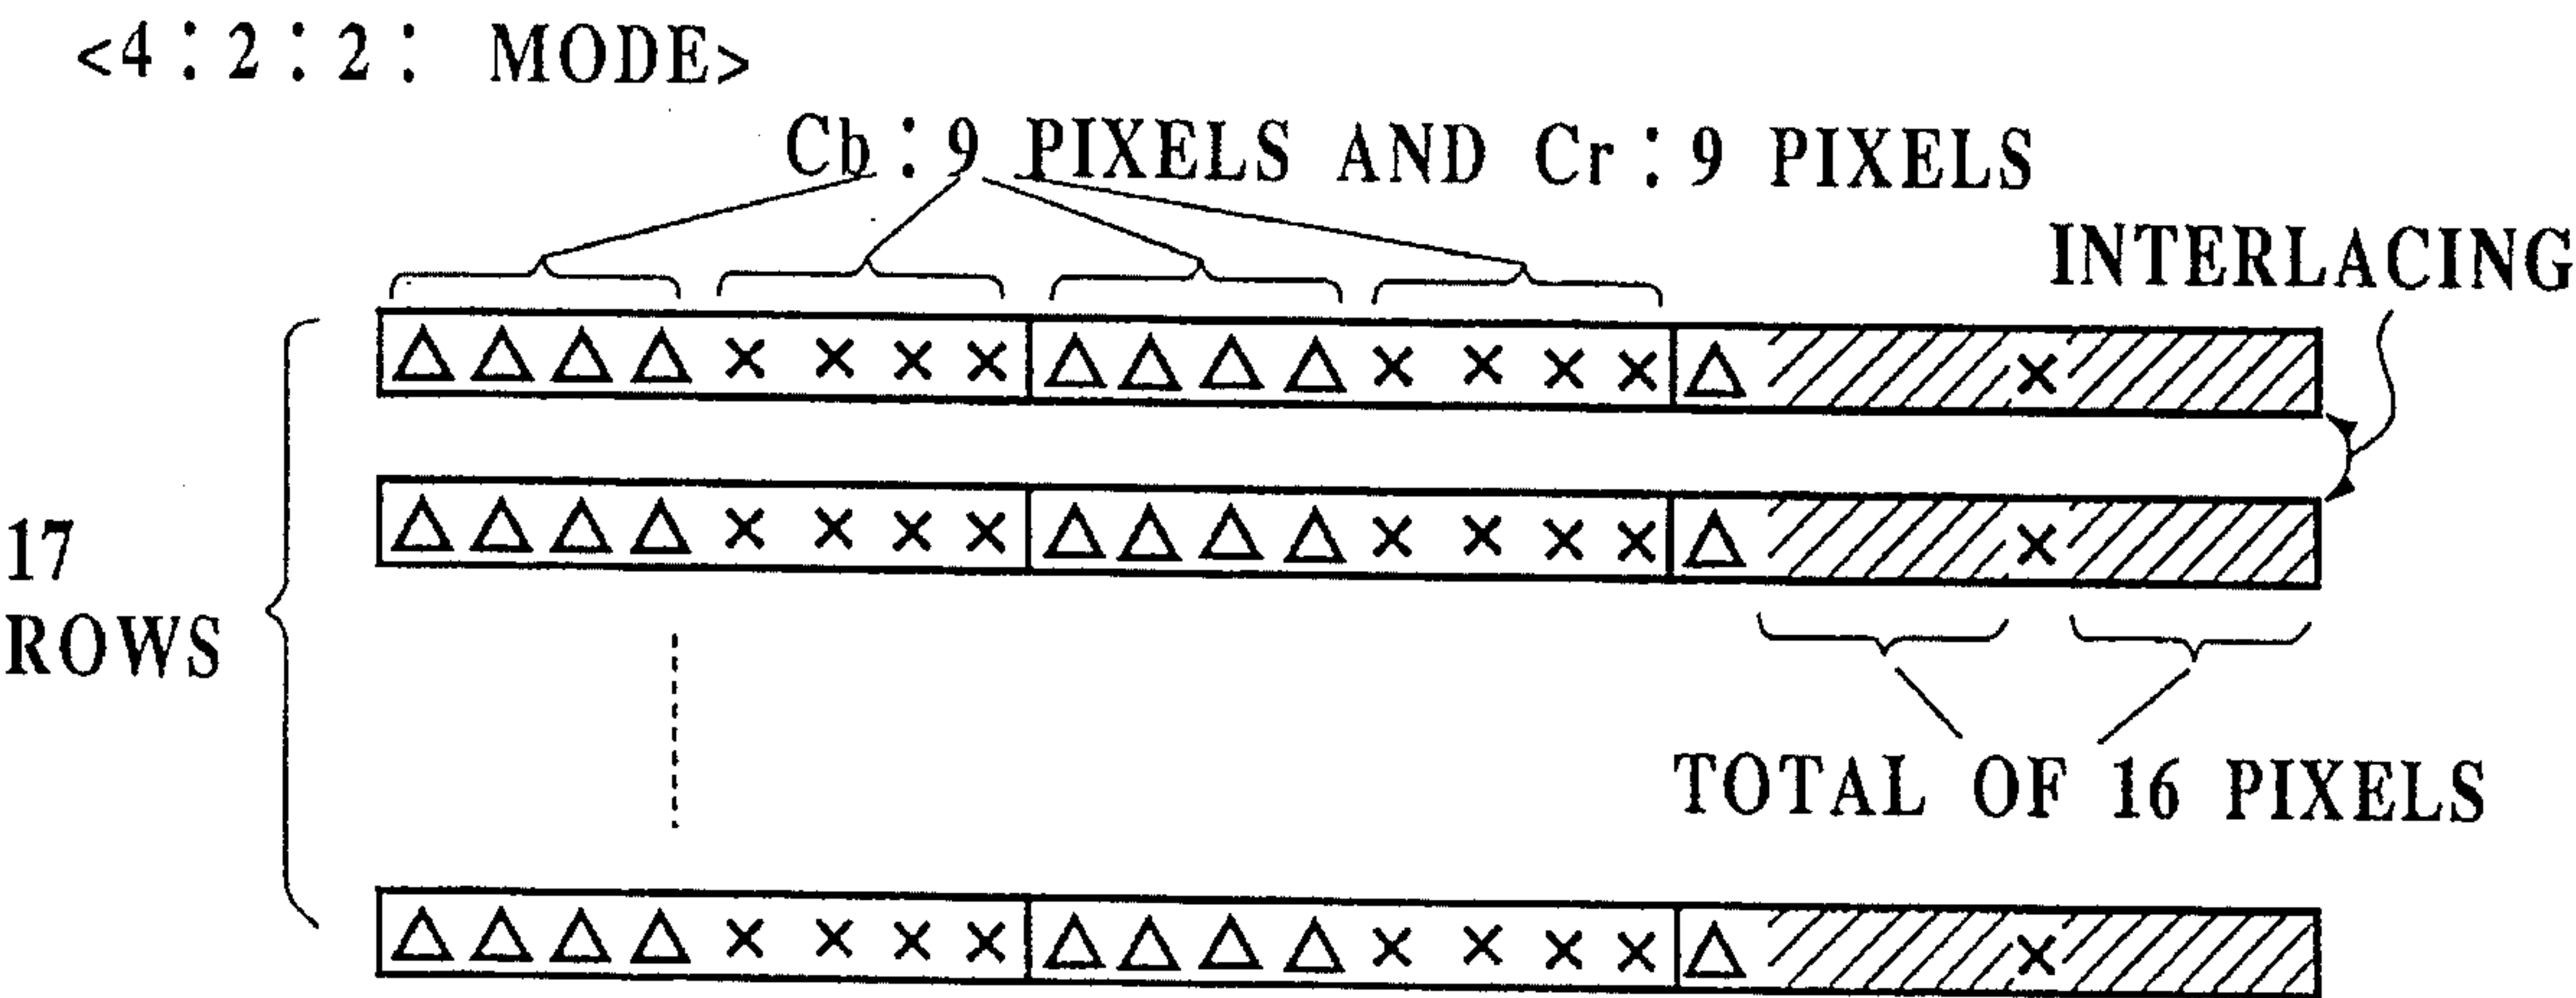 <4:2:2: MODE>
Cb:9 PIXELS AND Cr:9 PIXELS
INTERLACING
17
ROWS
TOTAL OF 16 PIXELS